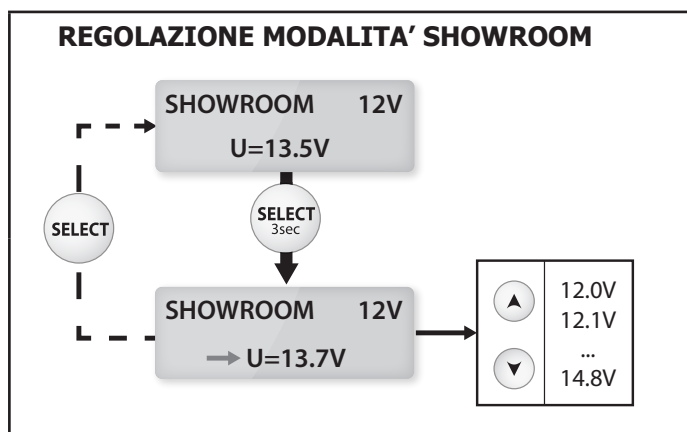 REGOLAZIONE MODALITA’ SHOWROOM
SHOWROOM 12V
U=13.5V
SELECT
SELECT
3sec
SHOWROOM 12V
U=13.7V
12.0V
12.1V
...
14.8V